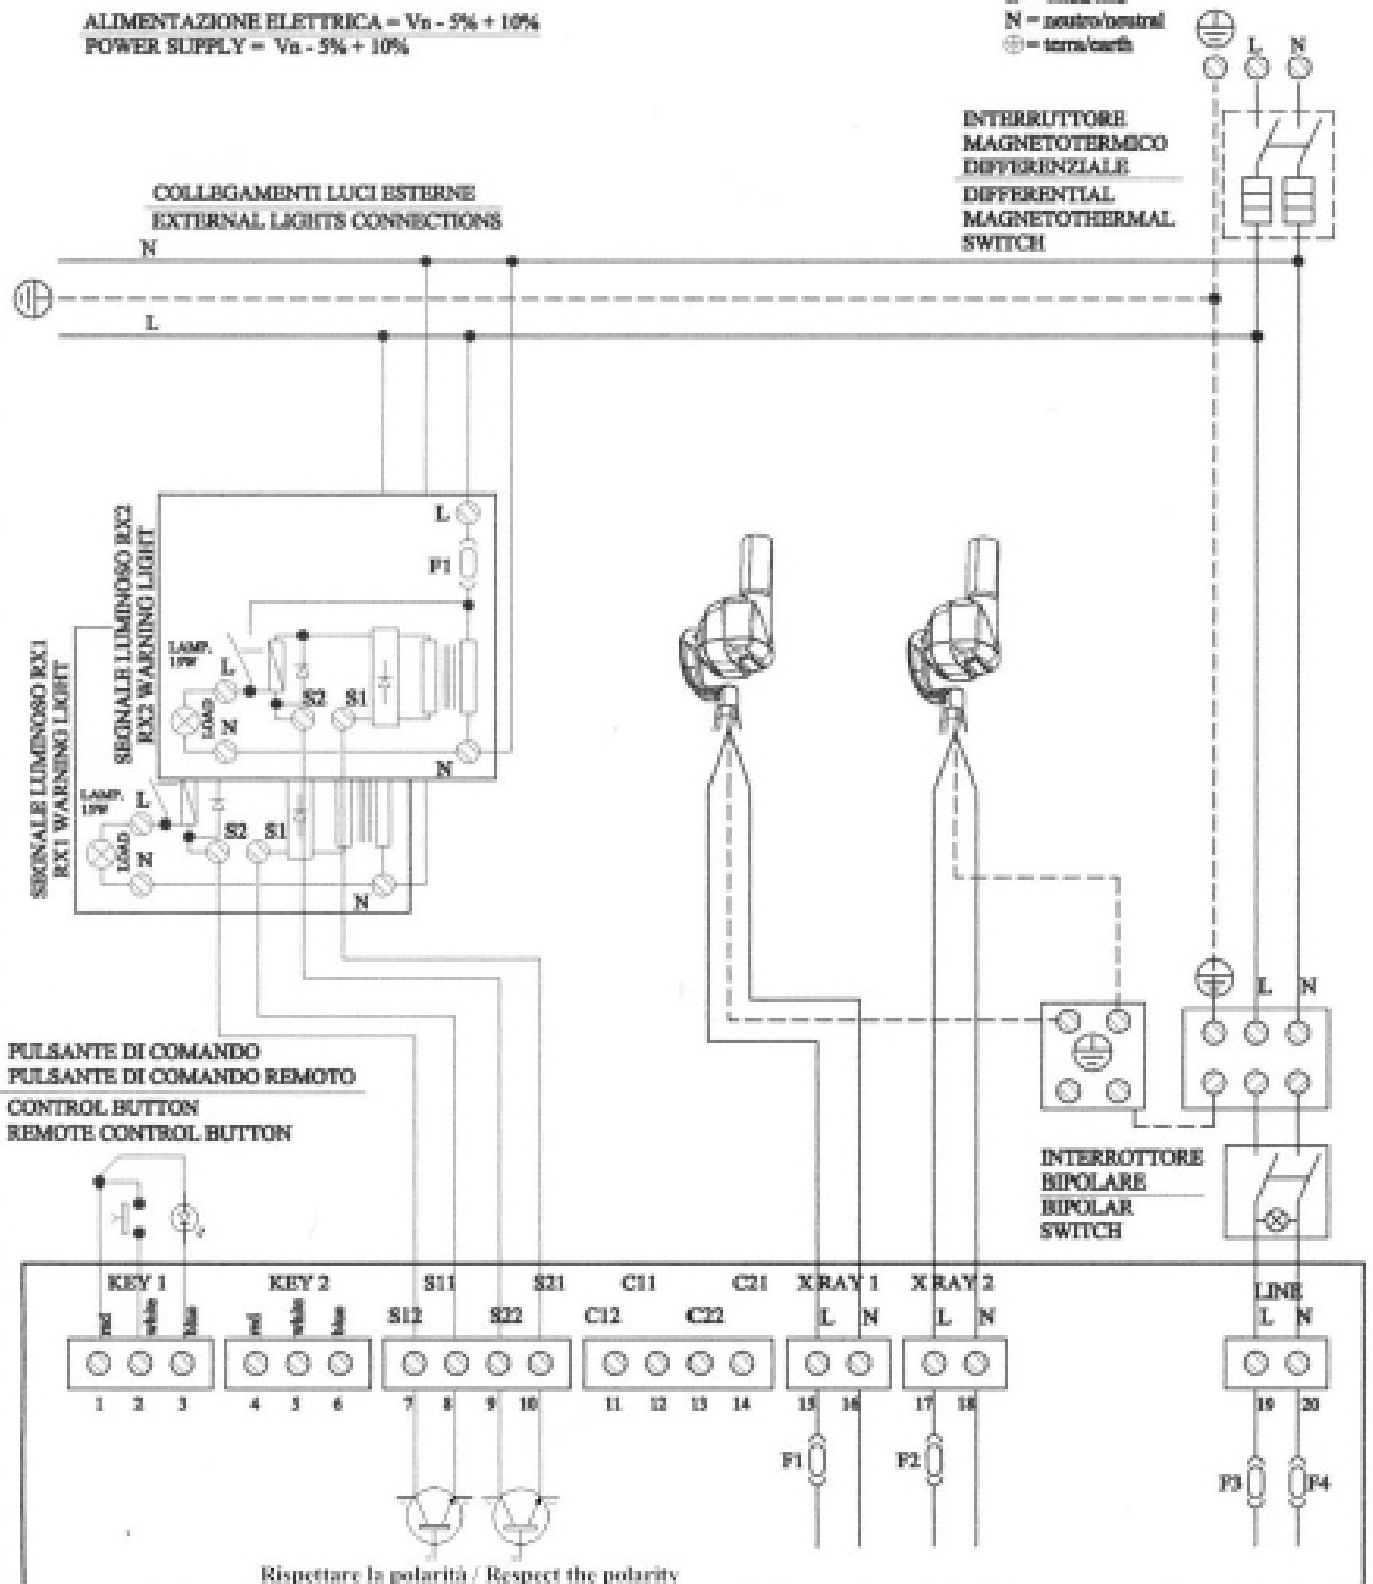 ALIMENTAZIONE ELETTRICA = Vn - 5% + 10%
POWER SUPPLY = Vn - 5% + 10%
N = neutro/neutral
= terra/earth
L N
INTERRUTTORE
MAGNETOTERMICO
DIFFERENZIALE
DIFFERENTIAL
MAGNETOTHERMAL
SWITCH
COLLEGAMENTI LUCI ESTERNE
EXTERNAL LIGHTS CONNECTIONS
N
L
SEGNALE LUMINOSO RX2
RX2 WARNING LIGHT
L
F1
LAMP.
15W
L
S2 S1
LOAD
N
N
SEGNALE LUMINOSO RX1
RX1 WARNING LIGHT
LAMP.
15W
L
S2 S1
LOAD
N
N
L N
PULSANTE DI COMANDO
PULSANTE DI COMANDO REMOTO
CONTROL BUTTON
REMOTE CONTROL BUTTON
INTERROTTORE
BIPOLARE
BIPOLAR
SWITCH
KEY 1 KEY 2 S11 S21 C11 C21 X RAY 1 X RAY 2 LINE
red white blue red white blue S12 S22 C12 C22 L N L N L N
1 2 3 4 5 6 7 8 9 10 11 12 13 14 15 16 17 18 19 20
F1 F2 F3 F4
Rispettare la polarità / Respect the polarity